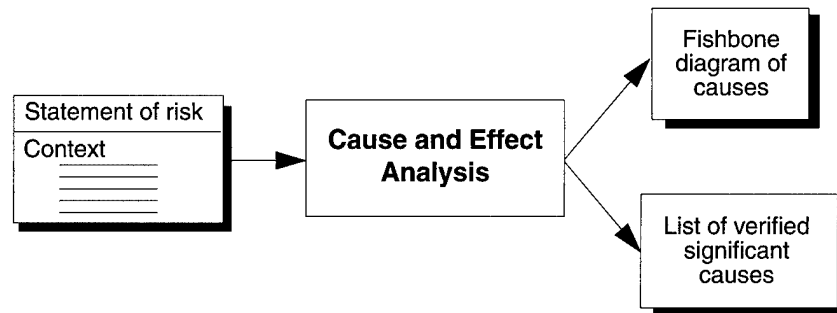 Statement of risk
Context
Cause and Effect
Analysis
Fishbone
diagram of
causes
List of verified
significant
causes